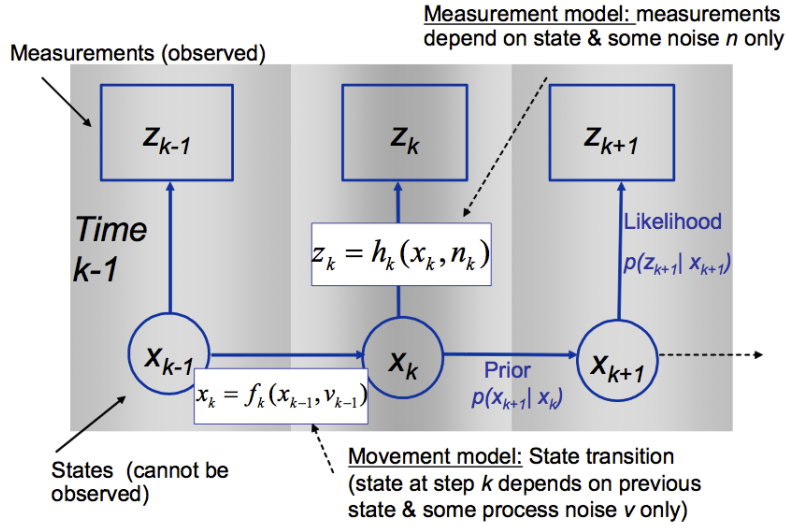 Measurement model: measurements
depend on state & some noise n only
Measurements (observed)
z_{k-1}
z_k
z_{k+1}
Time
k-1
z_k = h_k(x_k, n_k)
Likelihood
p(z_{k+1}| x_{k+1})
x_{k-1}
x_k
x_{k+1}
x_k = f_k(x_{k-1}, v_{k-1})
Prior
p(x_{k+1}| x_k)
States (cannot be
observed)
Movement model: State transition
(state at step k depends on previous
state & some process noise v only)